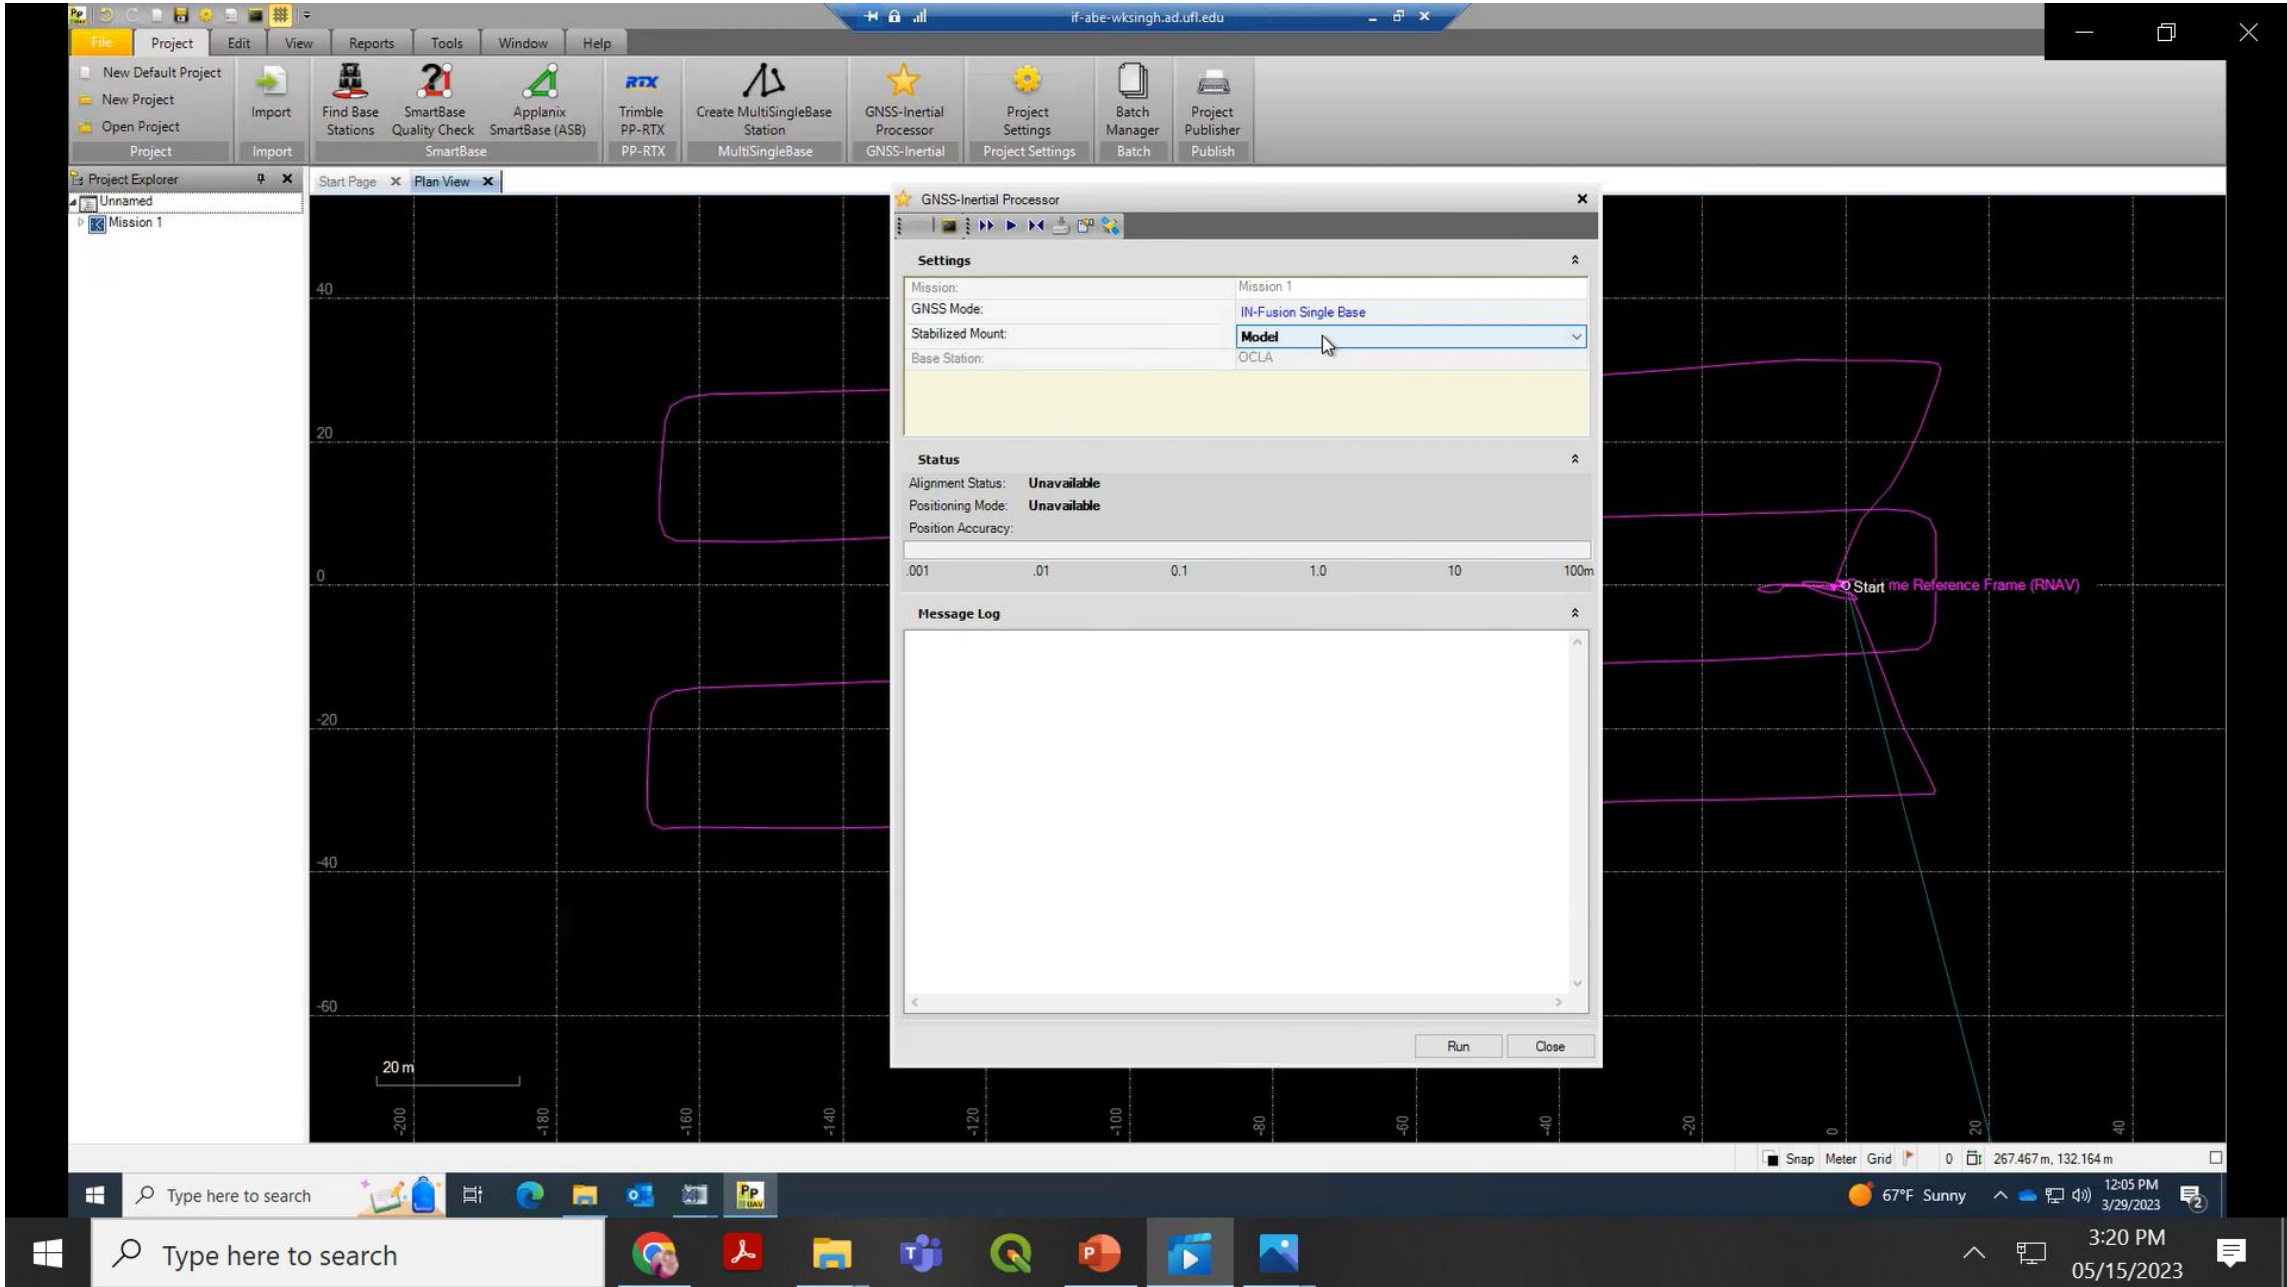 if-abe-wksingh.ad.ufl.edu
File Project Edit View Reports Tools Window Help
New Default Project
New Project
Open Project
Project
Import
Import
Find Base
Stations
SmartBase
Quality Check
Applanix
SmartBase (ASB)
SmartBase
RTX
Trimble
PP-RTX
PP-RTX
Create MultiSingleBase
Station
MultiSingleBase
GNSS-Inertial
Processor
GNSS-Inertial
Project
Settings
Project Settings
Batch
Manager
Batch
Project
Publisher
Publish
Project Explorer
Unnamed
Mission 1
Start Page Plan View
GNSS-Inertial Processor
Settings
Mission: Mission 1
GNSS Mode: IN-Fusion Single Base
Stabilized Mount: Model
Base Station: OCLA
Status
Alignment Status: Unavailable
Positioning Mode: Unavailable
Position Accuracy:
.001 .01 0.1 1.0 10 100m
Message Log
Run Close
40
20
0
-20
-40
-60
Start me Reference Frame (RNAV)
20 m
-200 -180 -160 -140 -120 -100 -80 -60 -40 -20 0 20 40
Snap Meter Grid 0 267.467 m, 132.164 m
Type here to search
PP
UAV
67°F Sunny
12:05 PM
3/29/2023
2
Type here to search
3:20 PM
05/15/2023